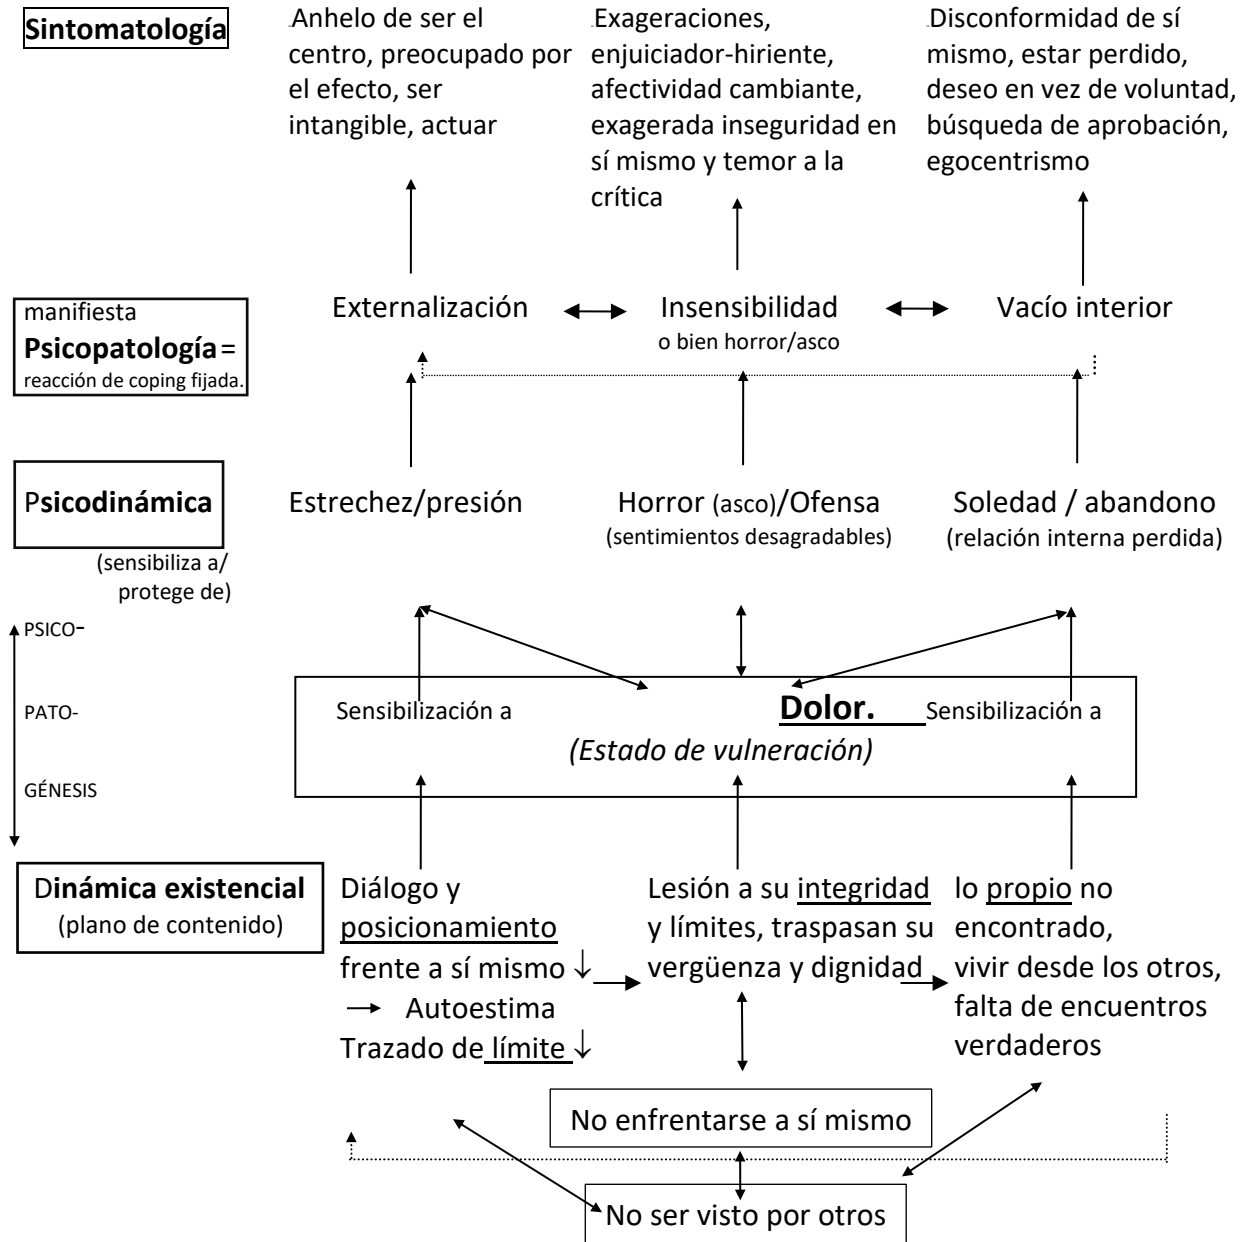 Sintomatología
.Anhelo de ser el
centro, preocupado por
el efecto, ser
intangible, actuar
.Exageraciones,
enjuiciador-hiriente,
afectividad cambiante,
exagerada inseguridad en
sí mismo y temor a la
crítica
.Disconformidad de sí
mismo, estar perdido,
deseo en vez de voluntad,
búsqueda de aprobación,
egocentrismo
manifiesta
Psicopatología=
reacción de coping fijada.
Externalización
Insensibilidad
o bien horror/asco
Vacío interior
Psicodinámica
(sensibiliza a/
protege de)
Estrechez/presión
Horror (asco)/Ofensa
(sentimientos desagradables)
Soledad / abandono
(relación interna perdida)
PSICO-
PATO-
GÉNESIS
Sensibilización a
Dolor.
Sensibilización a
(Estado de vulneración)
Dinámica existencial
(plano de contenido)
Diálogo y
posicionamiento
frente a sí mismo ↓
→ Autoestima
Trazado de límite ↓
Lesión a su integridad
y límites, traspasan su
vergüenza y dignidad
lo propio no
encontrado,
vivir desde los otros,
falta de encuentros
verdaderos
No enfrentarse a sí mismo
No ser visto por otros